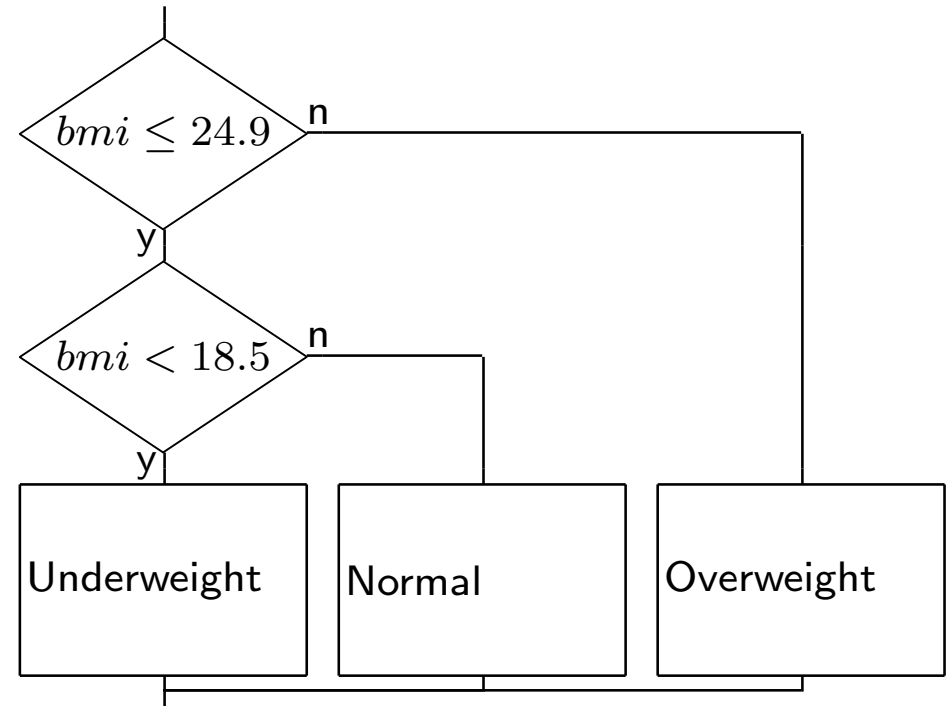 n
bmi ≤ 24.9
y
n
bmi < 18.5
y
Underweight
Normal
Overweight